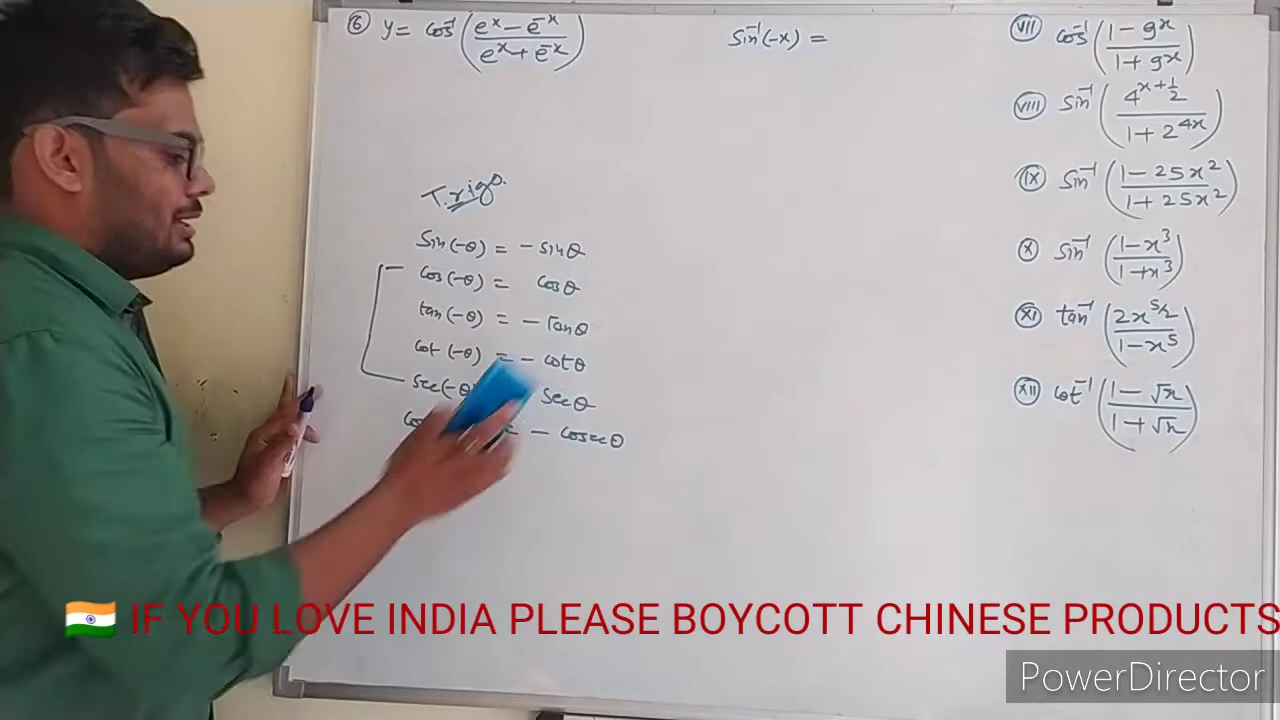 ⑥ y = cos⁻¹((eˣ − e⁻ˣ)/(eˣ + e⁻ˣ))
sin⁻¹(-x) =
Trigo.
sin(-θ) = - sinθ
cos(-θ) = cosθ
tan(-θ) = - tanθ
cot(-θ) = - cotθ
sec(-θ) secθ
= - cosecθ
VII cos⁻¹((1 - 9ˣ)/(1 + 9ˣ))
VIII sin⁻¹(4^(x+1/2)/(1 + 2^(4x)))
IX sin⁻¹((1 - 25x²)/(1 + 25x²))
X sin⁻¹((1-x³)/(1+x³))
XI tan⁻¹(2x^(5/2)/(1-x⁵))
XII cot⁻¹((1 - √x)/(1 + √x))
🇮🇳 IF YOU LOVE INDIA PLEASE BOYCOTT CHINESE PRODUCTS
PowerDirector